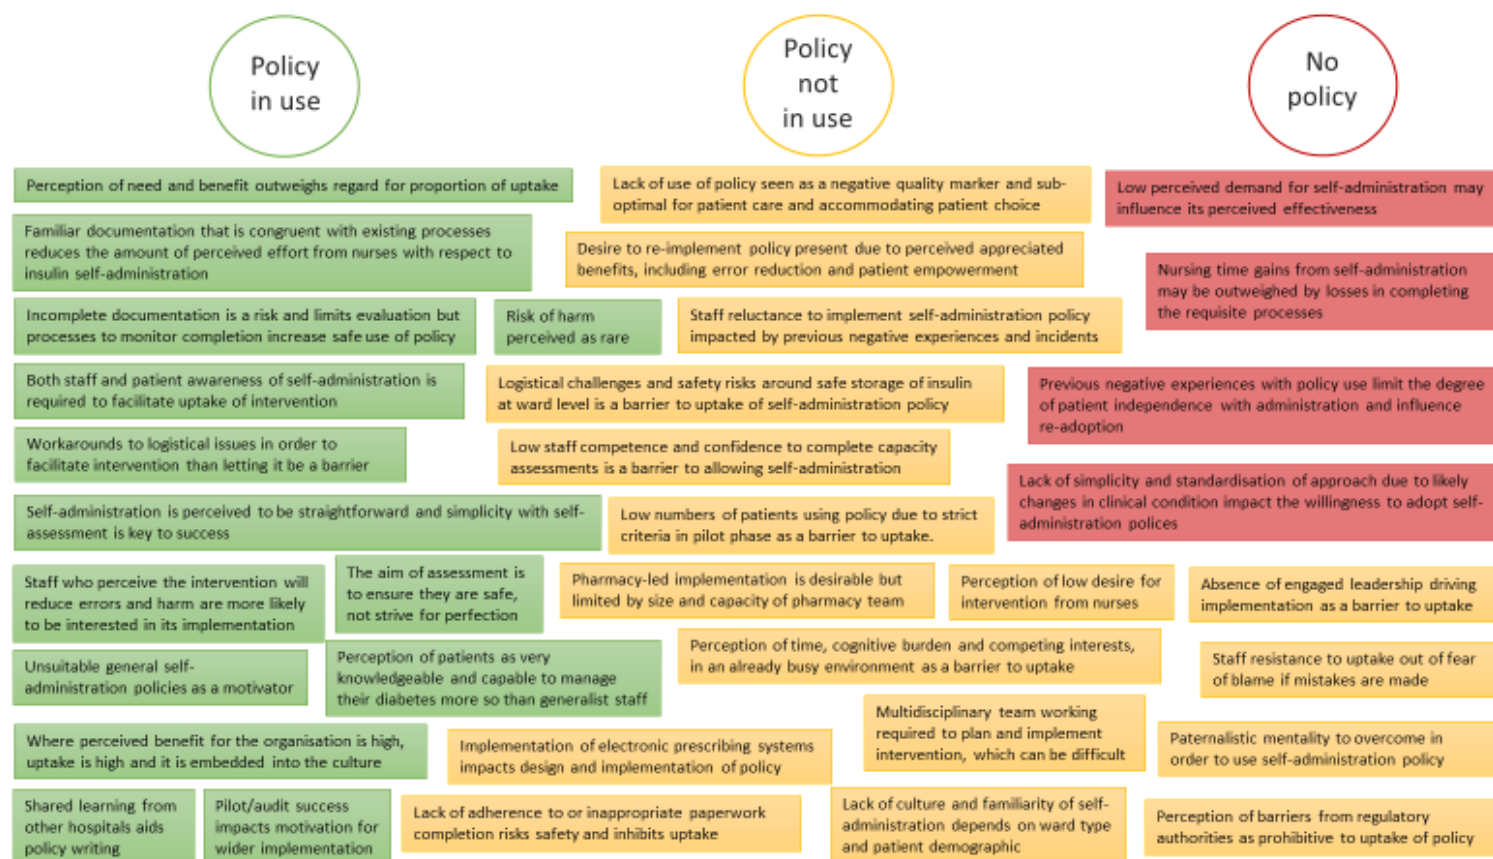 Policy
in use
Policy
not
in use
No
policy
Perception of need and benefit outweighs regard for proportion of uptake
Lack of use of policy seen as a negative quality marker and sub-
optimal for patient care and accommodating patient choice
Low perceived demand for self-administration may
influence its perceived effectiveness
Familiar documentation that is congruent with existing processes
reduces the amount of perceived effort from nurses with respect to
insulin self-administration
Desire to re-implement policy present due to perceived appreciated
benefits, including error reduction and patient empowerment
Nursing time gains from self-administration
may be outweighed by losses in completing
the requisite processes
Incomplete documentation is a risk and limits evaluation but
processes to monitor completion increase safe use of policy
Risk of harm
perceived as rare
Staff reluctance to implement self-administration policy
impacted by previous negative experiences and incidents
Both staff and patient awareness of self-administration is
required to facilitate uptake of intervention
Logistical challenges and safety risks around safe storage of insulin
at ward level is a barrier to uptake of self-administration policy
Previous negative experiences with policy use limit the degree
of patient independence with administration and influence
re-adoption
Workarounds to logistical issues in order to
facilitate intervention than letting it be a barrier
Low staff competence and confidence to complete capacity
assessments is a barrier to allowing self-administration
Lack of simplicity and standardisation of approach due to likely
changes in clinical condition impact the willingness to adopt self-
administration polices
Self-administration is perceived to be straightforward and simplicity with self-
assessment is key to success
Low numbers of patients using policy due to strict
criteria in pilot phase as a barrier to uptake.
Staff who perceive the intervention will
reduce errors and harm are more likely
to be interested in its implementation
The aim of assessment is
to ensure they are safe,
not strive for perfection
Pharmacy-led implementation is desirable but
limited by size and capacity of pharmacy team
Perception of low desire for
intervention from nurses
Absence of engaged leadership driving
implementation as a barrier to uptake
Unsuitable general self-
administration policies as a motivator
Perception of patients as very
knowledgeable and capable to manage
their diabetes more so than generalist staff
Perception of time, cognitive burden and competing interests,
in an already busy environment as a barrier to uptake
Staff resistance to uptake out of fear
of blame if mistakes are made
Where perceived benefit for the organisation is high,
uptake is high and it is embedded into the culture
Implementation of electronic prescribing systems
impacts design and implementation of policy
Multidisciplinary team working
required to plan and implement
intervention, which can be difficult
Paternalistic mentality to overcome in
order to use self-administration policy
Shared learning from
other hospitals aids
policy writing
Pilot/audit success
impacts motivation for
wider implementation
Lack of adherence to or inappropriate paperwork
completion risks safety and inhibits uptake
Lack of culture and familiarity of self-
administration depends on ward type
and patient demographic
Perception of barriers from regulatory
authorities as prohibitive to uptake of policy